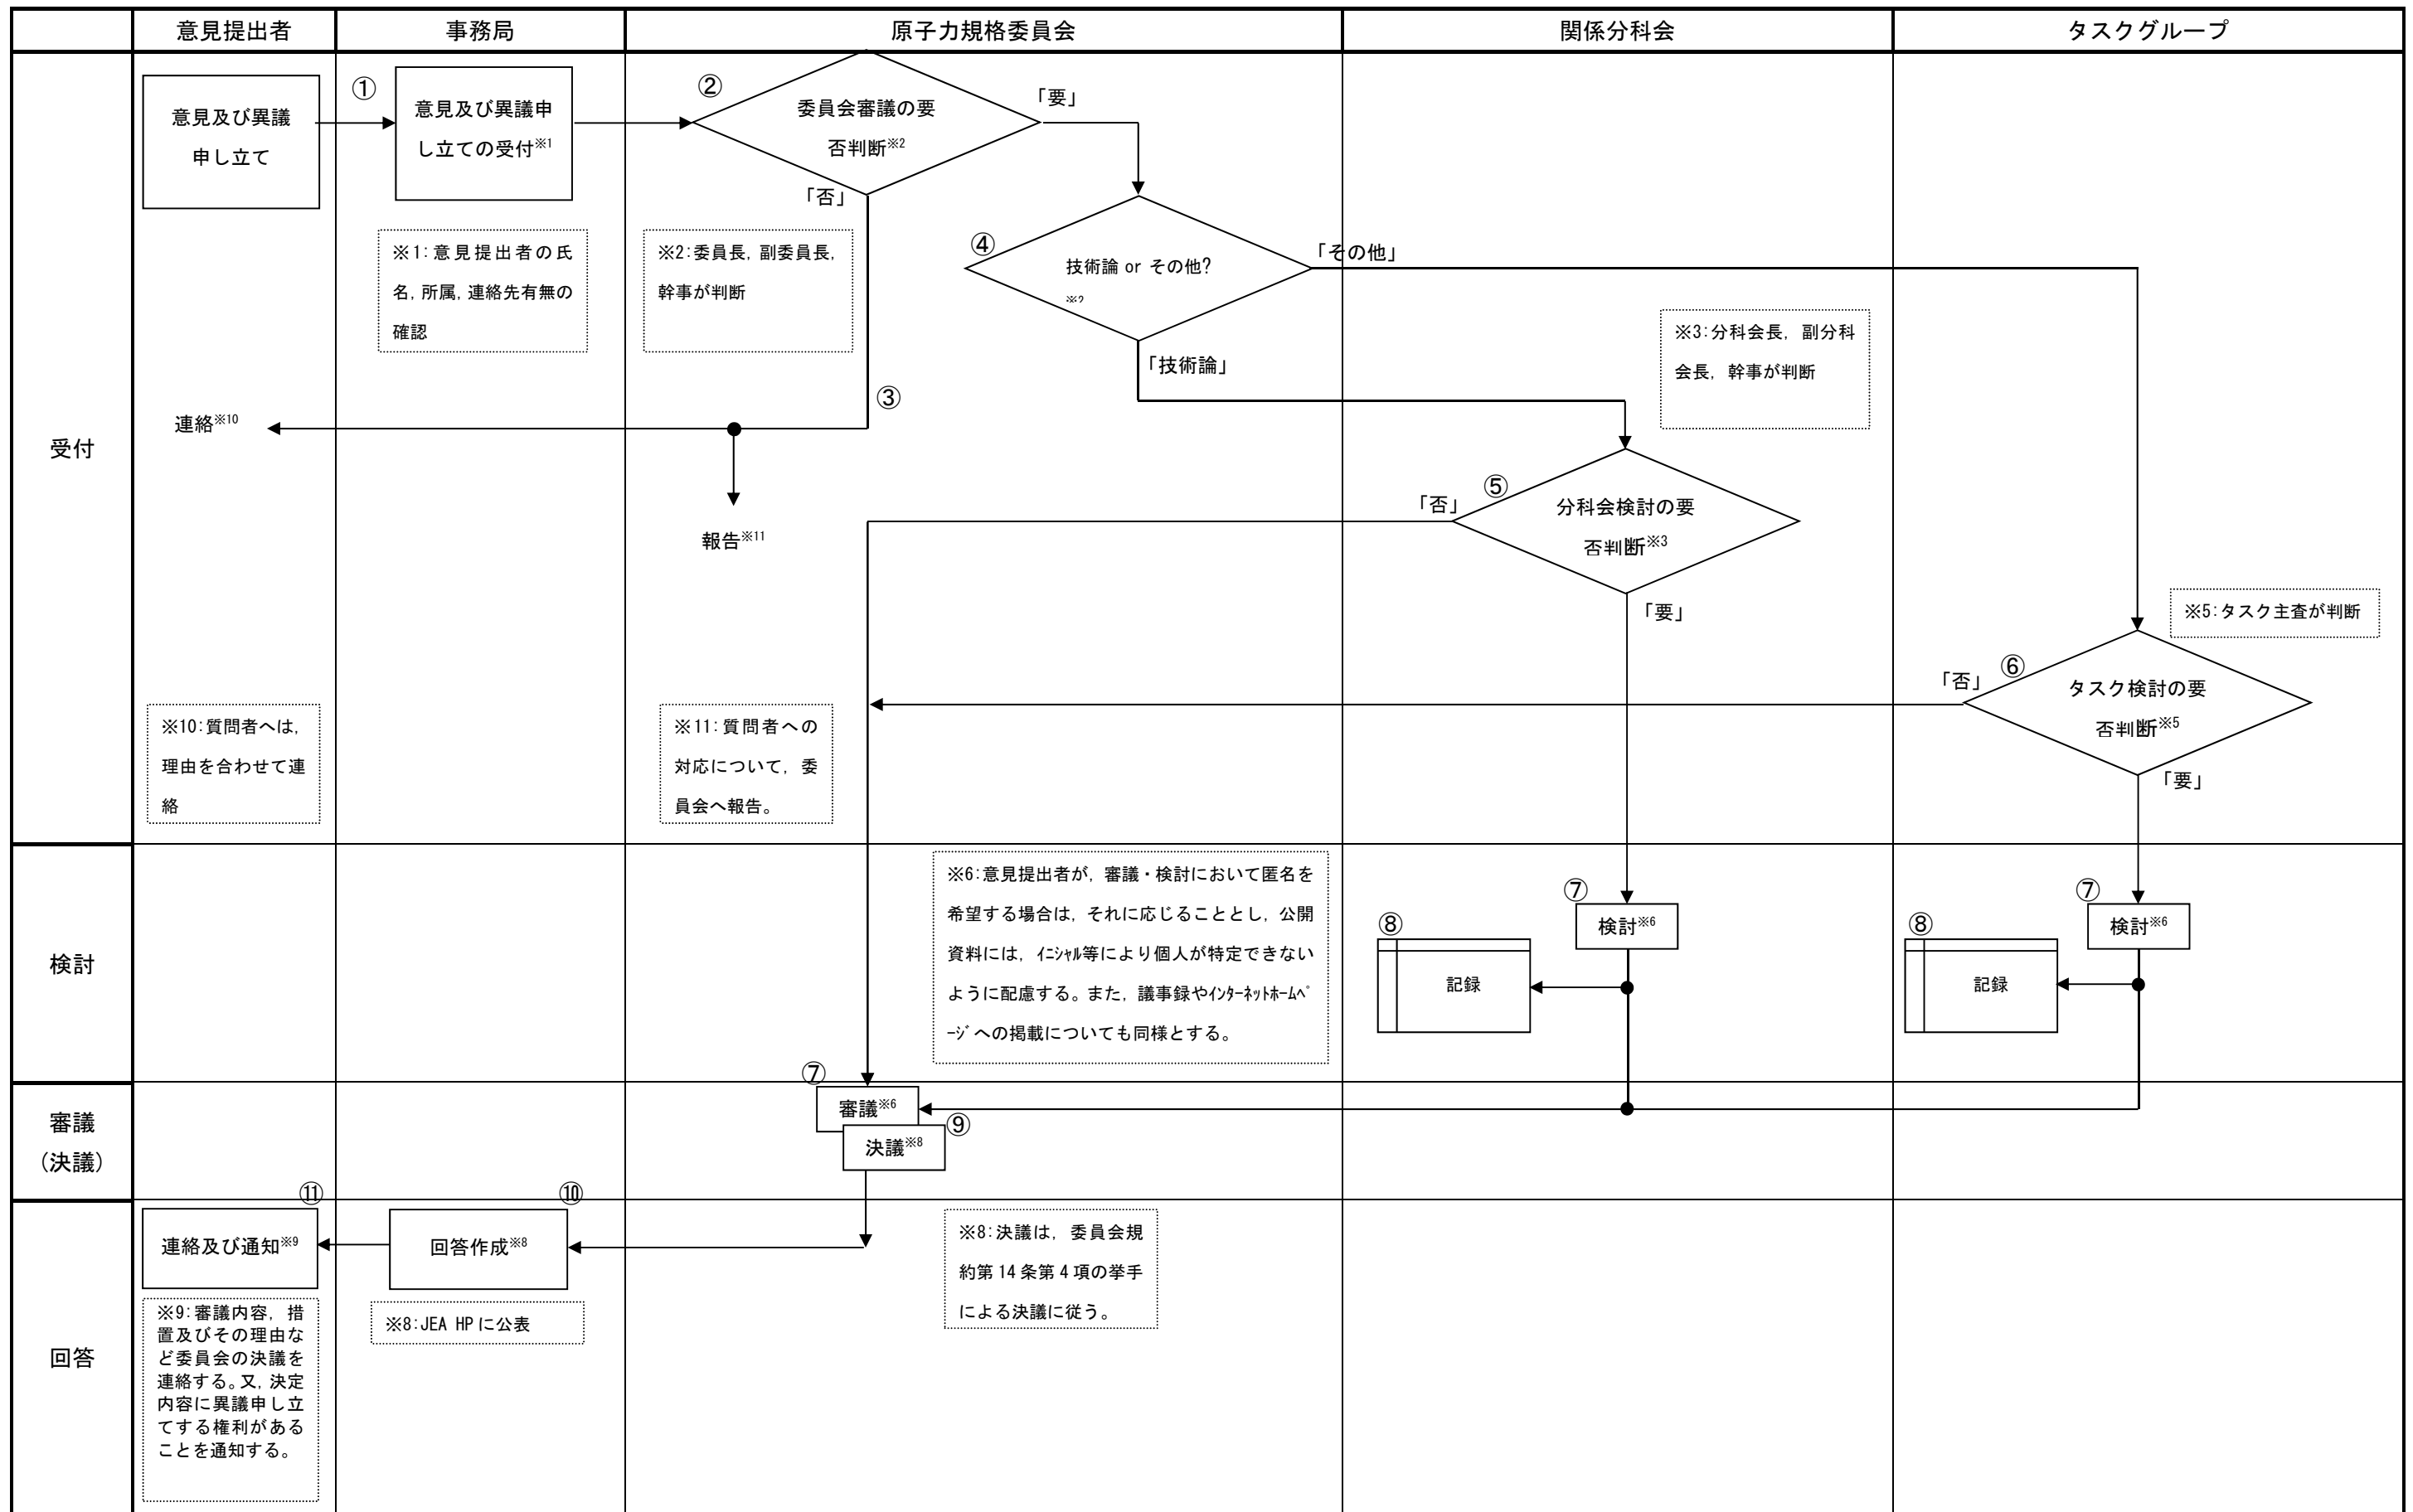 意見提出者
事務局
原子力規格委員会
関係分科会
タスクグループ
受付
意見及び異議
申し立て
①
意見及び異議申
し立ての受付※1
②
委員会審議の要
否判断※2
「要」
「否」
※1:意見提出者の氏
名,所属,連絡先有無の
確認
※2:委員長,副委員長,
幹事が判断
④
技術論 or その他?
※2
「その他」
「技術論」
※3:分科会長, 副分科
会長, 幹事が判断
③
連絡※10
報告※11
⑤
分科会検討の要
否判断※3
「否」
「要」
※5:タスク主査が判断
⑥
タスク検討の要
否判断※5
「否」
「要」
※10:質問者へは,
理由を合わせて連
絡
※11:質問者への
対応について, 委
員会へ報告。
検討
※6:意見提出者が, 審議・検討において匿名を
希望する場合は, それに応じることとし, 公開
資料には, イニシャル等により個人が特定できない
ように配慮する。また, 議事録やインターネットホームペ
ージへの掲載についても同様とする。
⑦
検討※6
⑧
記録
⑦
検討※6
⑧
記録
審議
(決議)
⑦
審議※6
⑨
決議※8
回答
⑪
連絡及び通知※9
⑩
回答作成※8
※8:決議は, 委員会規
約第 14 条第 4 項の挙手
による決議に従う。
※9:審議内容, 措
置及びその理由な
ど委員会の決議を
連絡する。又, 決定
内容に異議申し立
てする権利がある
ことを通知する。
※8:JEA HP に公表